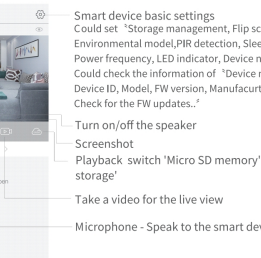 Smart device basic settings
Could set "Storage management, Flip sc
Environmental model,PIR detection, Slee
Power frequency, LED indicator, Device n
Could check the information of "Device n
Device ID, Model, FW version, Manufacurt
Check for the FW updates.."
Turn on/off the speaker
Screenshot
Playback switch 'Micro SD memory'
storage'
Take a video for the live view
Microphone - Speak to the smart dev